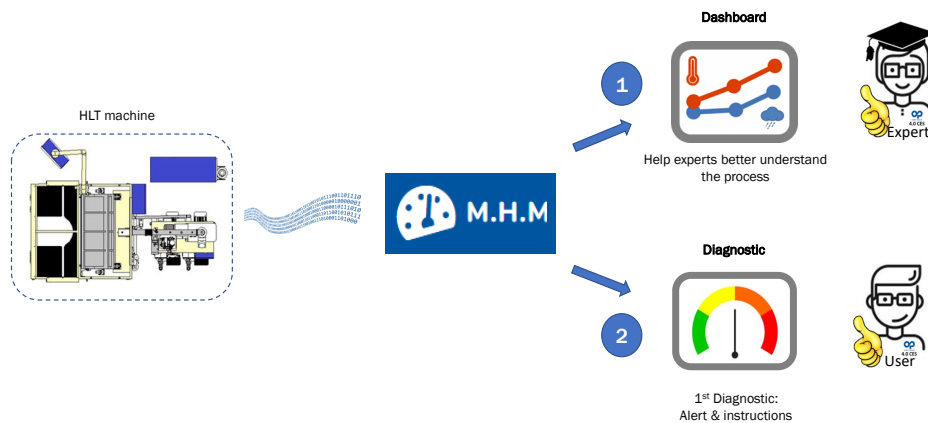 Dashboard
1
HLT machine
4.0 CES
Expert
Help experts better understand
the process
M.H.M
Diagnostic
2
4.0 CES
User
1st Diagnostic:
Alert & instructions